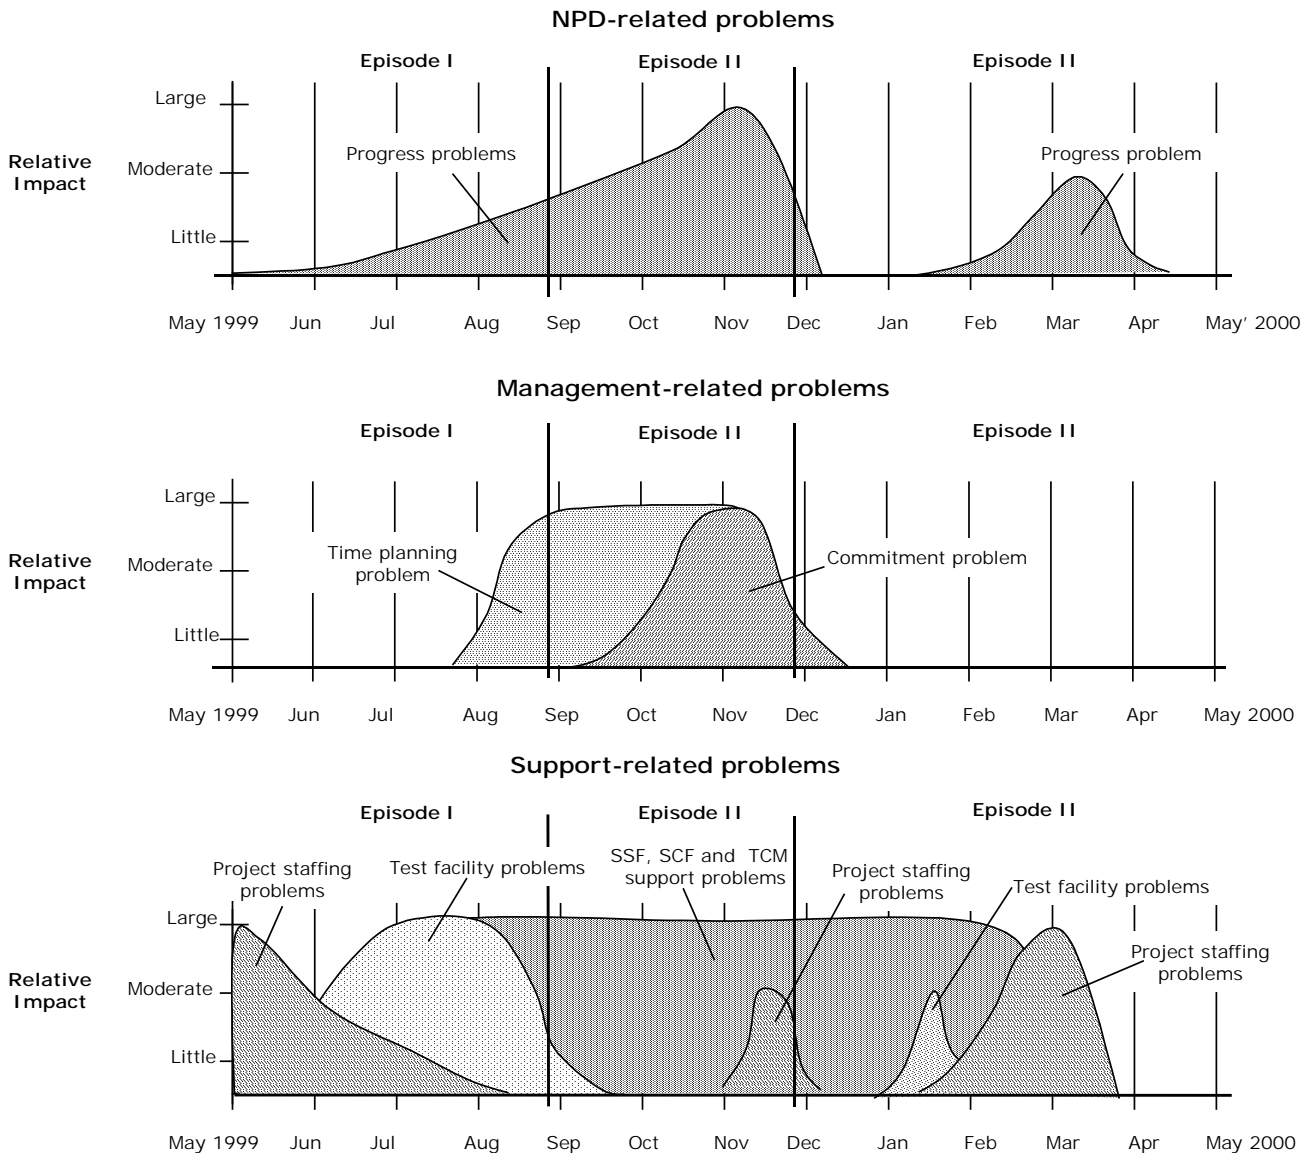 NPD-related problems
Episode I
Episode II
Episode II
Large
Relative
Impact
Moderate
Progress problems
Progress problem
Little
May 1999
Jun
Jul
Aug
Sep
Oct
Nov
Dec
Jan
Feb
Mar
Apr
May' 2000
Management-related problems
Episode I
Episode II
Episode II
Large
Relative
Impact
Moderate
Time planning
problem
Commitment problem
Little
May 1999
Jun
Jul
Aug
Sep
Oct
Nov
Dec
Jan
Feb
Mar
Apr
May 2000
Support-related problems
Episode I
Episode II
Episode II
Project staffing
problems
Test facility problems
SSF, SCF and TCM
support problems
Project staffing
problems
Test facility problems
Project staffing
problems
Large
Relative
Impact
Moderate
Little
May 1999
Jun
Jul
Aug
Sep
Oct
Nov
Dec
Jan
Feb
Mar
Apr
May 2000